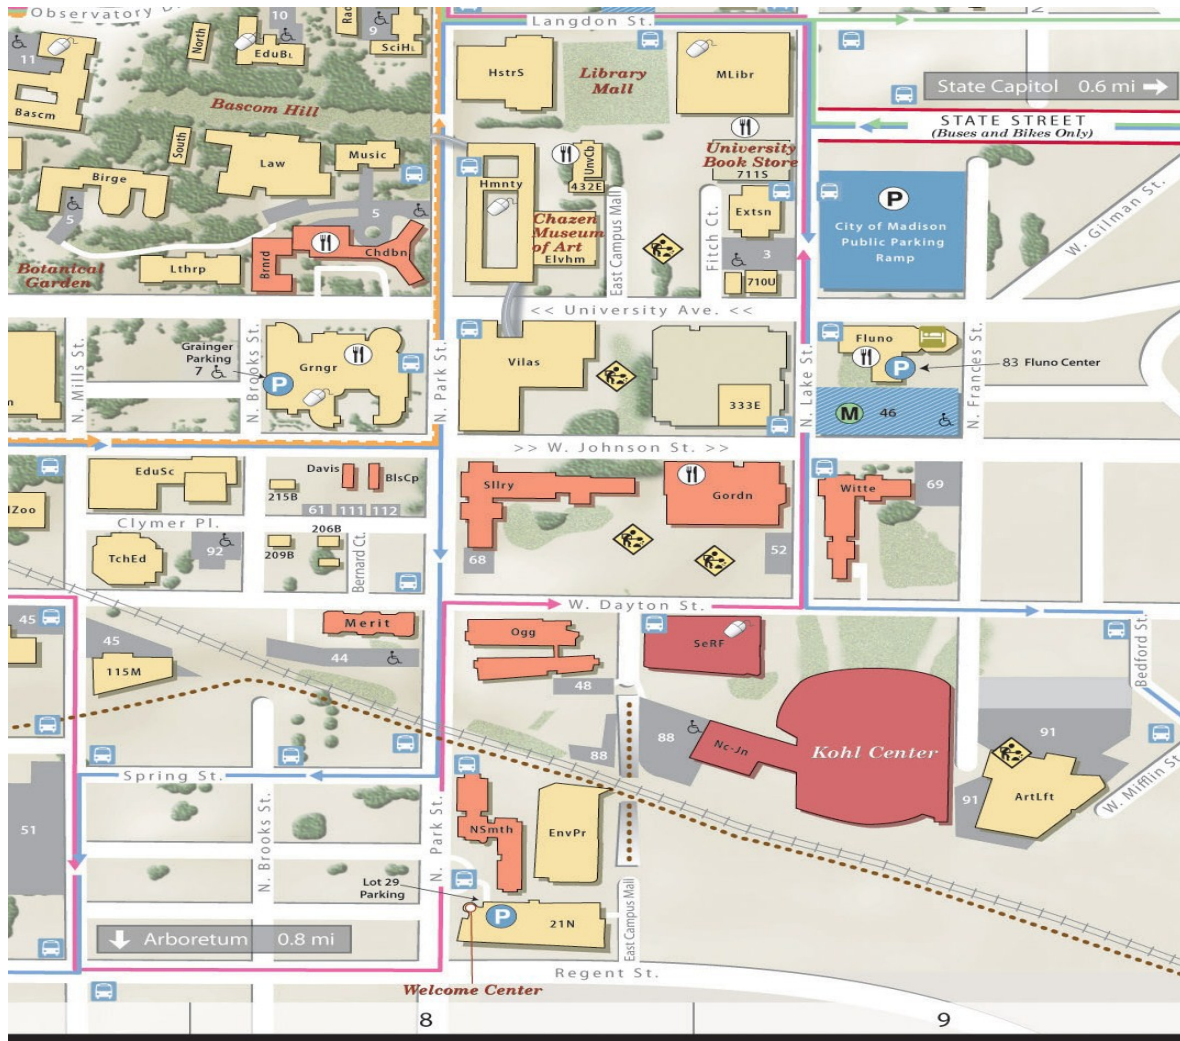 Observatory D
Langdon St.
10
9
Rad
North
EduBL
SciHL
11
Bascm
Bascom Hill
HstrS
Library
Mall
MLibr
State Capitol 0.6 mi
STATE STREET
(Buses and Bikes Only)
South
Law
Music
Birge
5
5
Hmnty
UnvCb
432E
University
Book Store
711S
Chazen
Museum
of Art
Elvhm
East Campus Mall
Fitch Ct.
Extsn
3
710U
P
City of Madison
Public Parking
Ramp
W. Gilman St.
Botanical
Garden
Lthrp
Brnrd
Chdbn
<< University Ave. <<
N. Mills St.
Grainger
Parking
7
P
N. Brooks St.
Grngr
N. Park St.
Vilas
333E
N. Lake St.
Fluno
P
83 Fluno Center
M
46
N. Frances St.
>> W. Johnson St. >>
EduSc
Davis
BlsCp
215B
61
111
112
Sllry
Gordn
Witte
69
lZoo
Clymer Pl.
TchEd
92
209B
206B
Bernard Ct.
68
52
W. Dayton St.
45
45
115M
Merit
44
Ogg
48
88
SeRF
88
Nc-Jn
Kohl Center
Bedford St.
91
91
ArtLft
W. Mifflin St
Spring St.
51
N. Brooks St.
N. Park St.
NSmth
EnvPr
Lot 29
Parking
P
21N
East Campus Mall
Arboretum 0.8 mi
Regent St.
Welcome Center
8
9